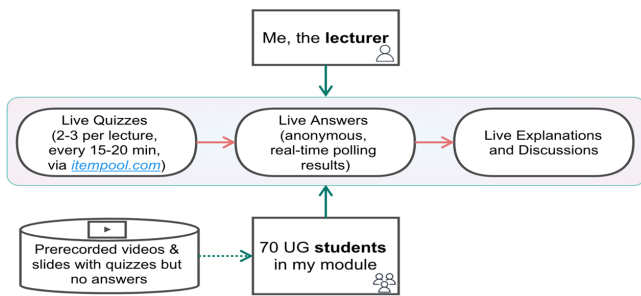 Me, the lecturer
Live Quizzes
(2-3 per lecture,
every 15-20 min,
via itempool.com)
Live Answers
(anonymous,
real-time polling
results)
Live Explanations
and Discussions
Prerecorded videos &
slides with quizzes but
no answers
70 UG students
in my module